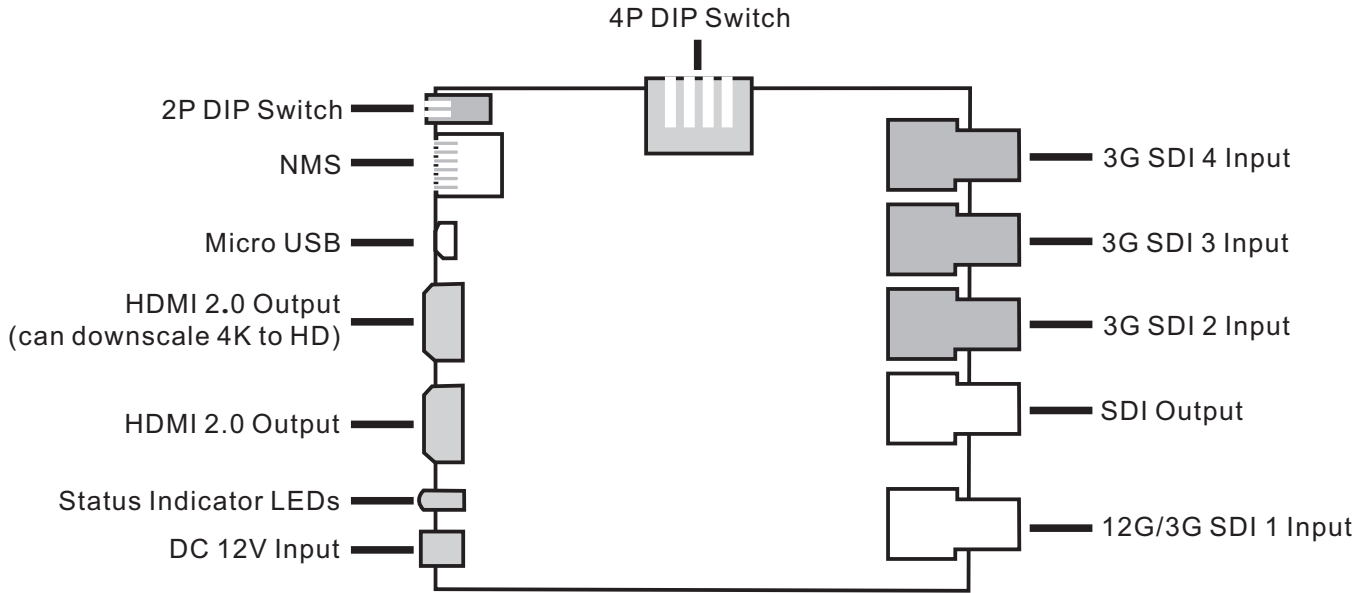 4P DIP Switch
2P DIP Switch
NMS
Micro USB
HDMI 2.0 Output
(can downscale 4K to HD)
HDMI 2.0 Output
Status Indicator LEDs
DC 12V Input
3G SDI 4 Input
3G SDI 3 Input
3G SDI 2 Input
SDI Output
12G/3G SDI 1 Input